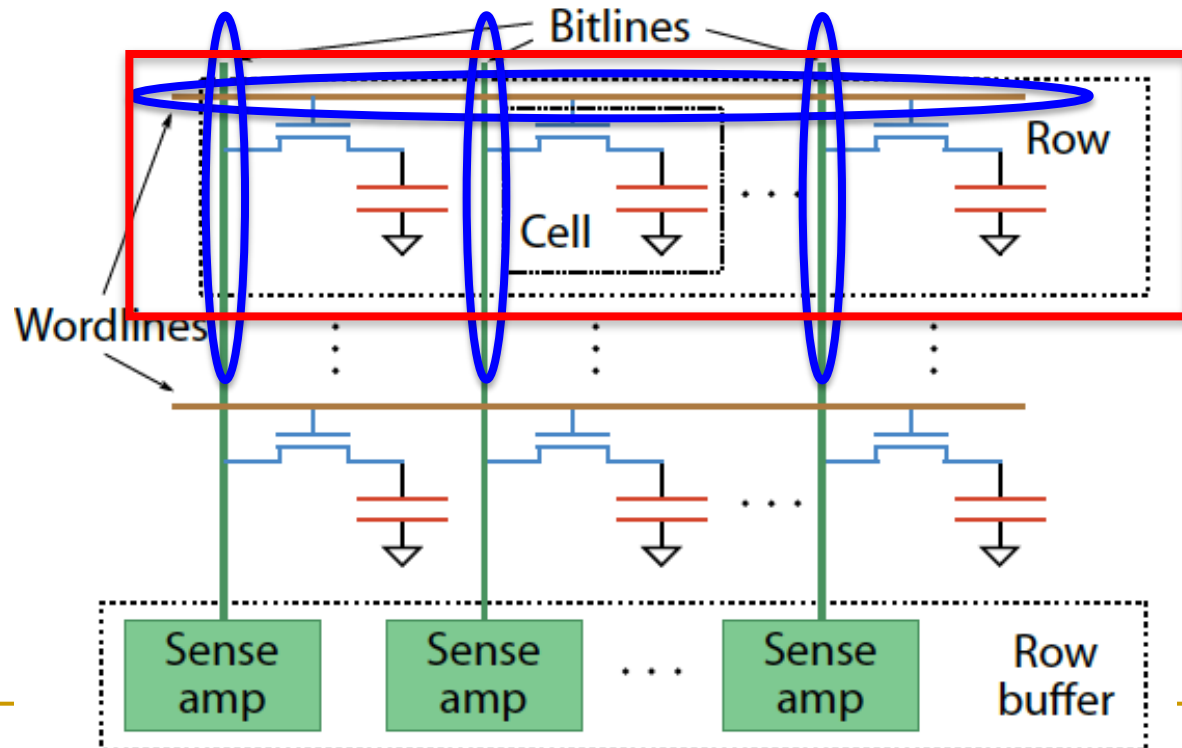 Bitlines
Row
Cell
Wordlines
Sense
amp
Sense
amp
Sense
amp
Row
buffer